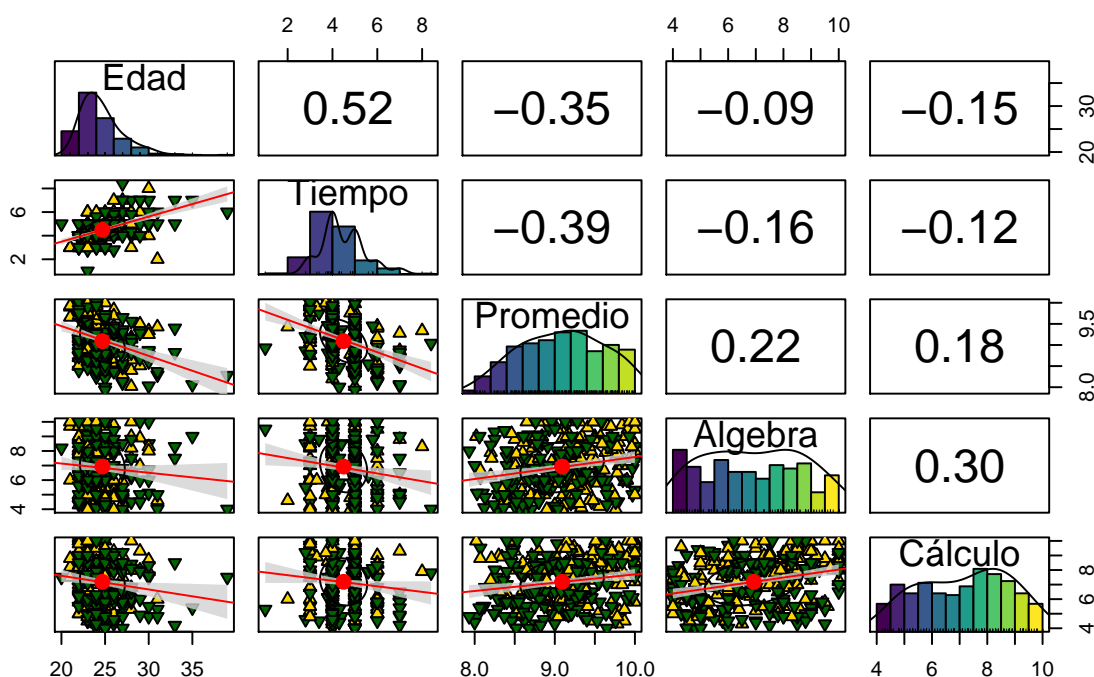 2 4 6 8 4 6 8 10
Edad 0.52 −0.35 −0.09 −0.15 20 30
2 6 Tiempo −0.39 −0.16 −0.12
Promedio 0.22 0.18 8.0 9.5
4 6 8 Algebra 0.30
Cálculo 4 6 8
20 25 30 35 8.0 9.0 10.0 4 6 8 10